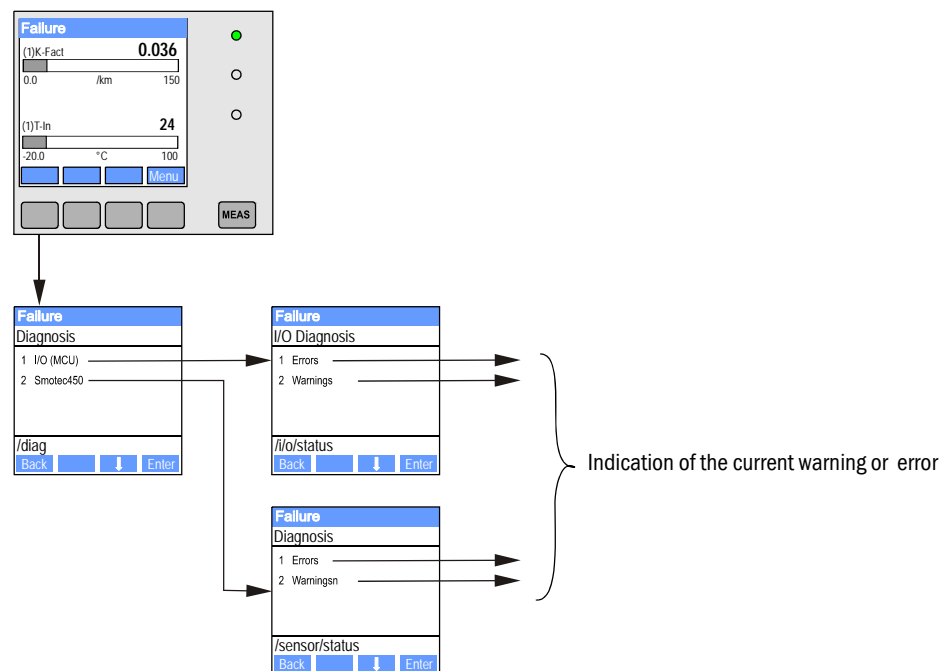 Failure
(1)K-Fact 0.036
0.0 /km 150
(1)T-In 24
-20.0 °C 100
Menu
MEAS
Failure
Diagnosis
1 I/O (MCU)
2 Smotec450
/diag
Back Enter
Failure
I/O Diagnosis
1 Errors
2 Warnings
/i/o/status
Back Enter
Indication of the current warning or error
Failure
Diagnosis
1 Errors
2 Warningsn
/sensor/status
Back Enter